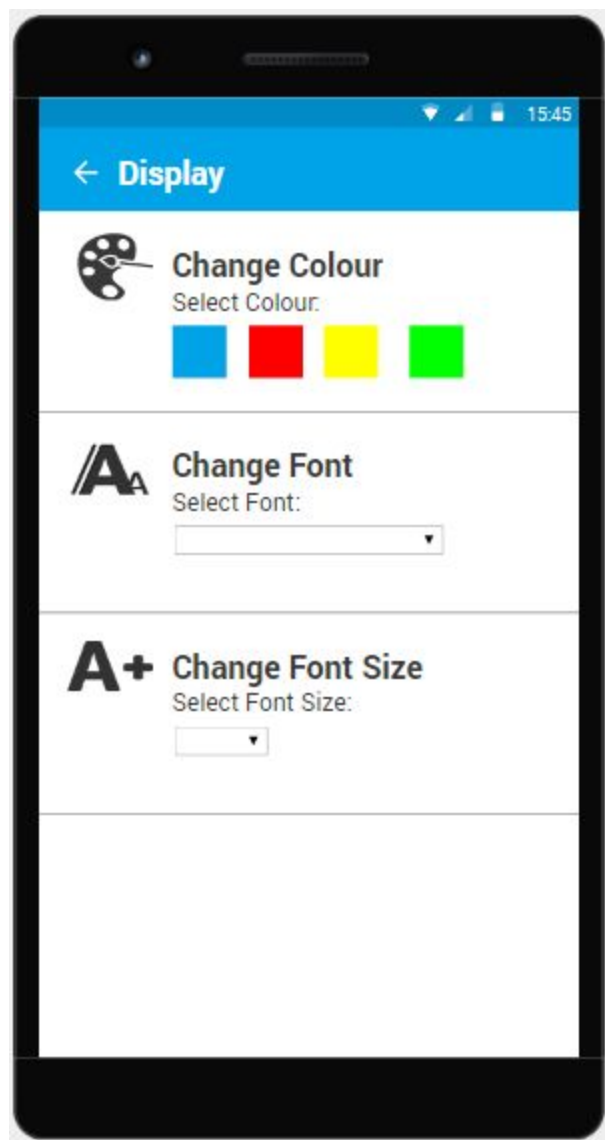 15:45
Display
Change Colour
Select Colour:
Change Font
Select Font:
A+
Change Font Size
Select Font Size: